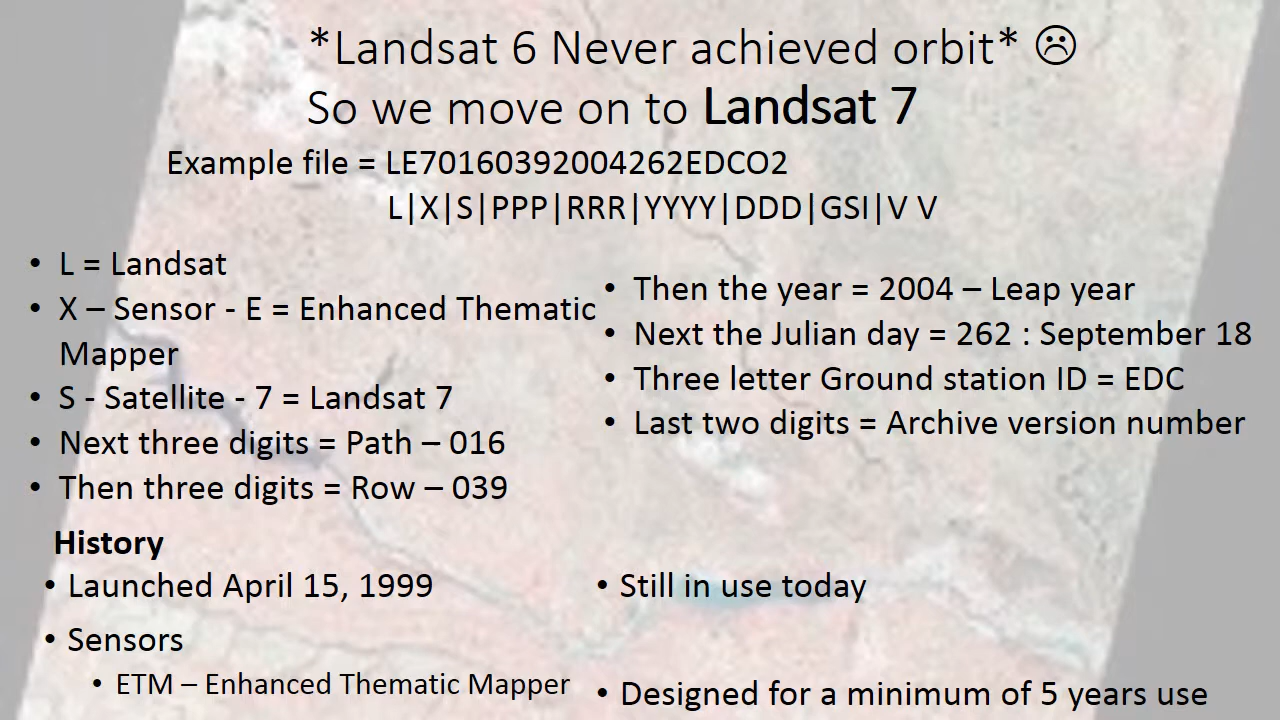 *Landsat 6 Never achieved orbit* ☹
So we move on to Landsat 7
Example file = LE70160392004262EDCO2
L|X|S|PPP|RRR|YYYY|DDD|GSI|V V
• L = Landsat
• X – Sensor - E = Enhanced Thematic
Mapper
• S - Satellite - 7 = Landsat 7
• Next three digits = Path – 016
• Then three digits = Row – 039
• Then the year = 2004 – Leap year
• Next the Julian day = 262 : September 18
• Three letter Ground station ID = EDC
• Last two digits = Archive version number
History
• Launched April 15, 1999
• Sensors
• ETM – Enhanced Thematic Mapper
• Still in use today
• Designed for a minimum of 5 years use